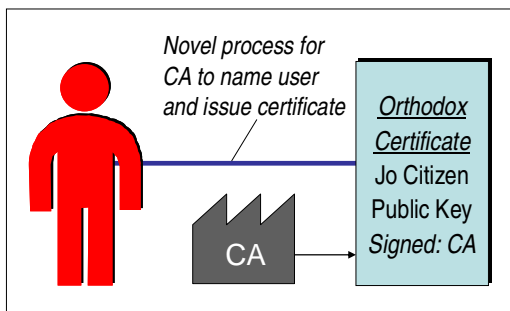 Novel process for
CA to name user
and issue certificate
Orthodox
Certificate
Jo Citizen
Public Key
Signed: CA
CA